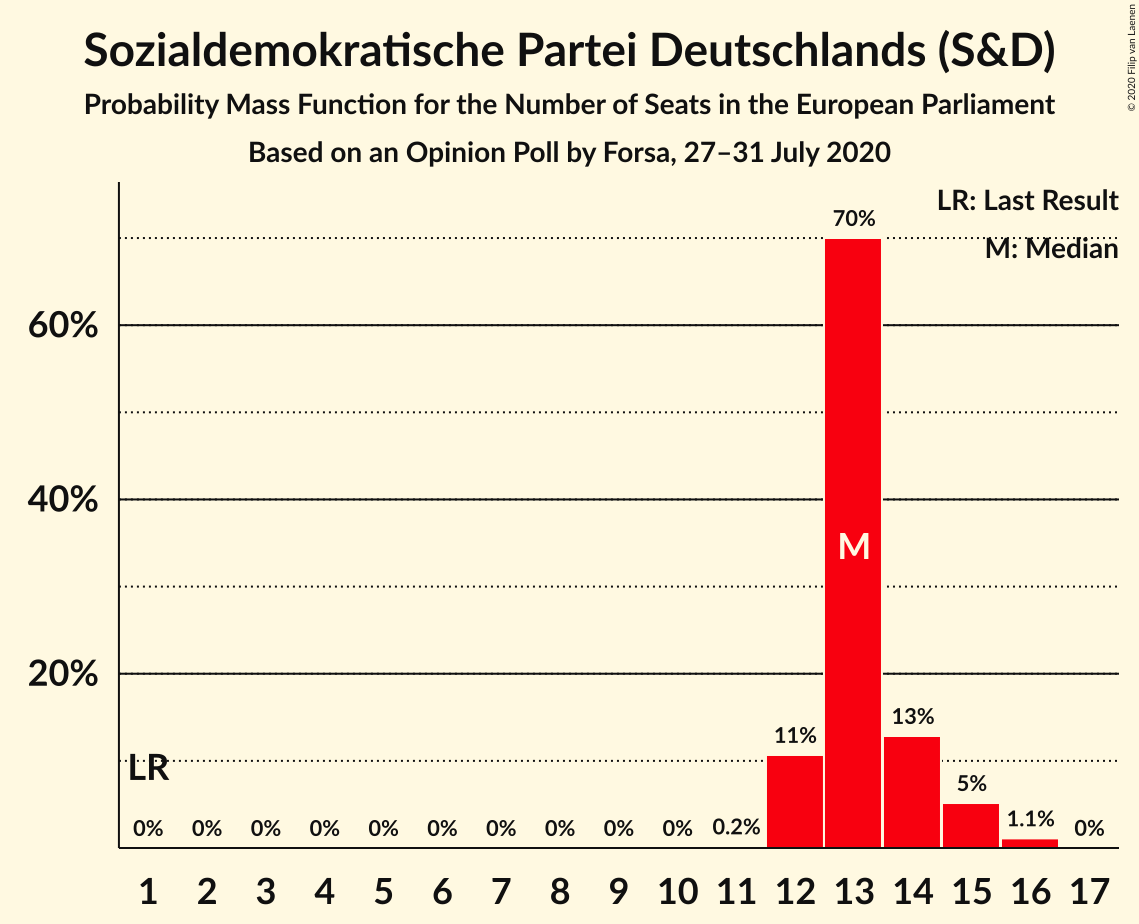 Sozialdemokratische Partei Deutschlands (S&D)
Probability Mass Function for the Number of Seats in the European Parliament
Based on an Opinion Poll by Forsa, 27–31 July 2020
© 2020 Filip van Laenen
LR: Last Result
M: Median
60%
40%
20%
70%
M
13%
11%
5%
1.1%
LR
0% 0% 0% 0% 0% 0% 0% 0% 0% 0% 0.2% 0%
1 2 3 4 5 6 7 8 9 10 11 12 13 14 15 16 17